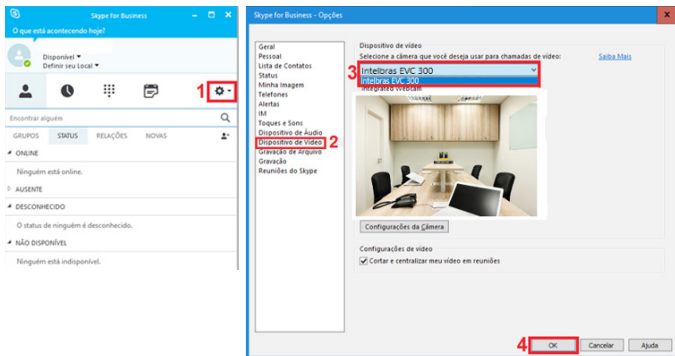 Skype for Business
O que está acontecendo hoje?
Disponível
Definir seu Local
1
Encontrar alguém
GRUPOS STATUS RELAÇÕES NOVAS
ONLINE
Ninguém está online.
AUSENTE
DESCONHECIDO
O status de ninguém é desconhecido.
NÃO DISPONÍVEL
Ninguém está indisponível.
Skype for Business - Opções
Geral
Pessoal
Lista de Contatos
Status
Minha Imagem
Telefones
Alertas
IM
Toques e Sons
Dispositivo de Áudio
Dispositivo de Vídeo 2
Gravação de Arquivo
Gravação
Reuniões do Skype
Dispositivo de vídeo
Selecione a câmera que você deseja usar para chamadas de vídeo: Saiba Mais
3 Intelbras EVC 300
Intelbras EVC 300
Integrated Webcam
Configurações da Câmera
Configurações de vídeo
Cortar e centralizar meu vídeo em reuniões
4 OK Cancelar Ajuda